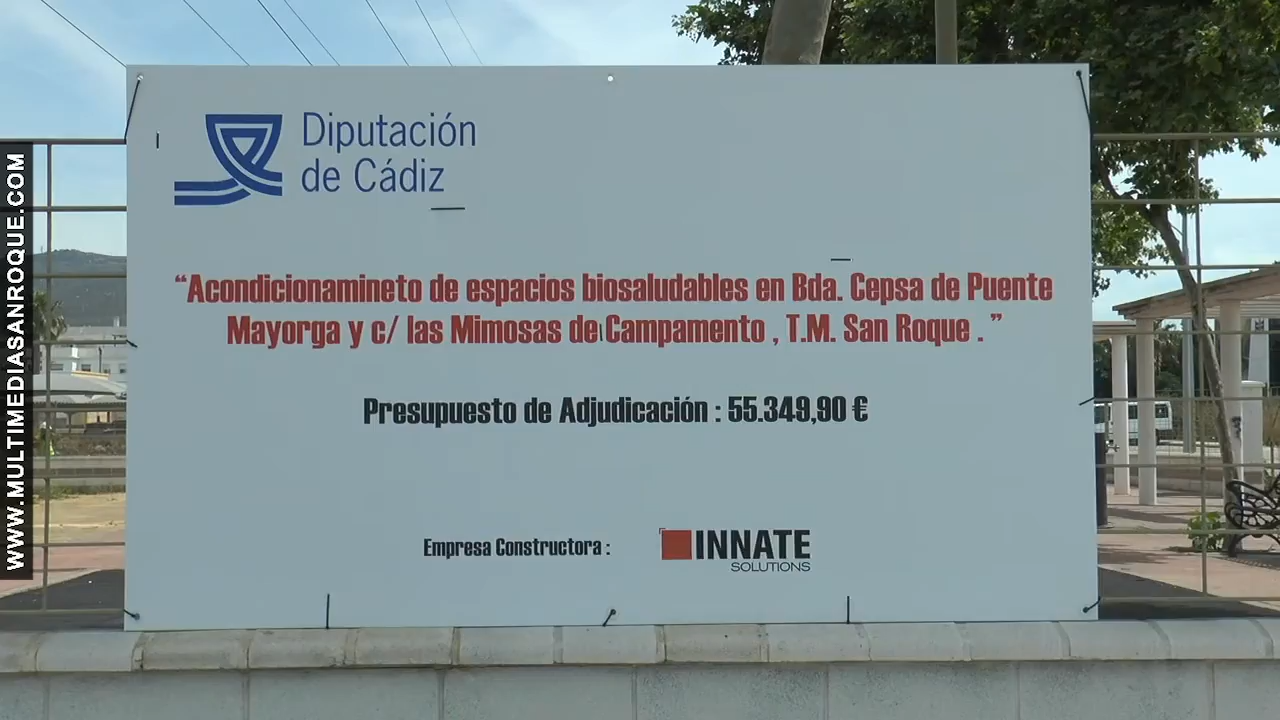 Diputación
de Cádiz
“Acondicionamineto de espacios biosaludables en Bda. Cepsa de Puente
Mayorga y c/ las Mimosas de Campamento , T.M. San Roque . ”
Presupuesto de Adjudicación : 55.349,90 €
Empresa Constructora :
INNATE
SOLUTIONS
WWW.MULTIMEDIASANROQUE.COM